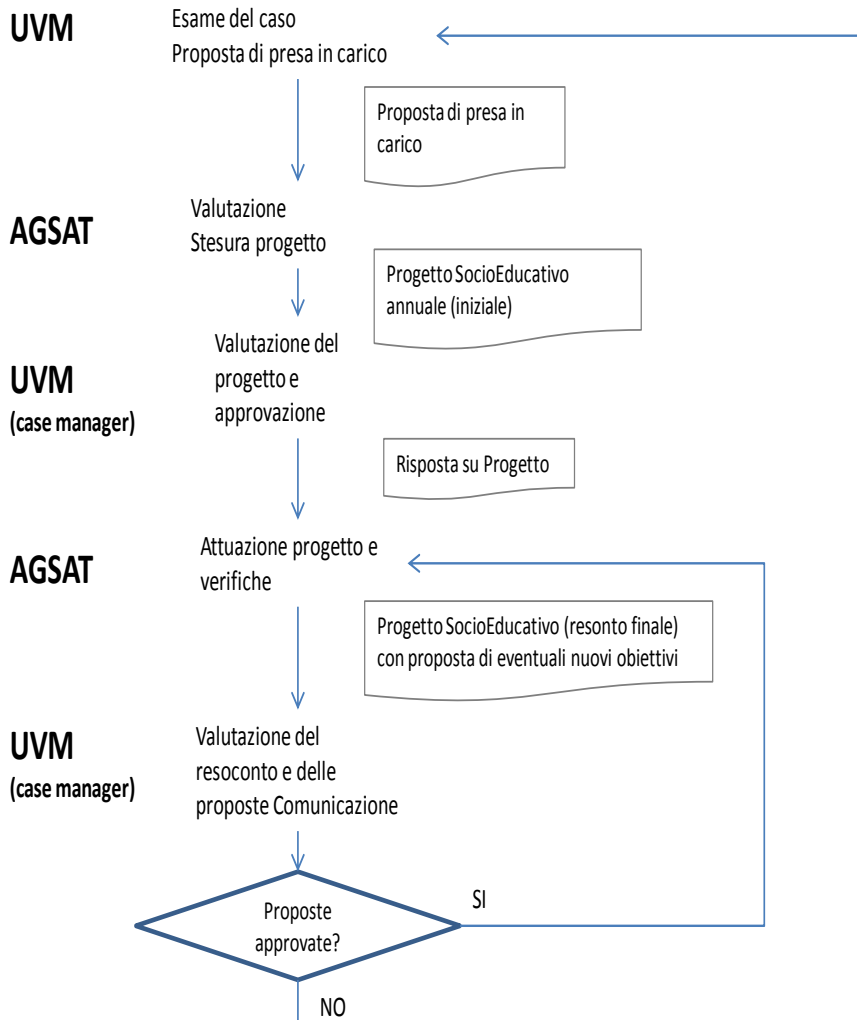 UVM
Esame del caso
Proposta di presa in carico
Proposta di presa in
carico
AGSAT
Valutazione
Stesura progetto
Progetto SocioEducativo
annuale (iniziale)
UVM
(case manager)
Valutazione del
progetto e
approvazione
Risposta su Progetto
AGSAT
Attuazione progetto e
verifiche
Progetto SocioEducativo (resonto finale)
con proposta di eventuali nuovi obiettivi
UVM
(case manager)
Valutazione del
resoconto e delle
proposte Comunicazione
Proposte
approvate?
SI
NO